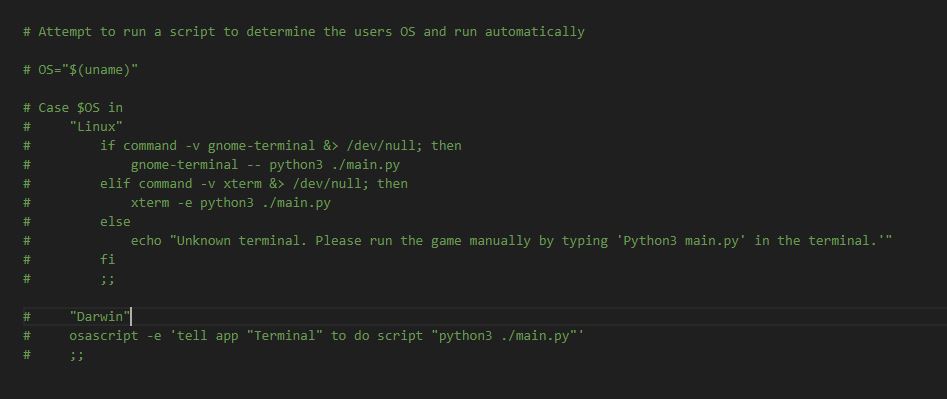 # Attempt to run a script to determine the users OS and run automatically
# OS="$(uname)"
# Case $OS in
#     "Linux"
#         if command -v gnome-terminal &> /dev/null; then
#             gnome-terminal -- python3 ./main.py
#         elif command -v xterm &> /dev/null; then
#             xterm -e python3 ./main.py
#         else
#             echo "Unknown terminal. Please run the game manually by typing 'Python3 main.py' in the terminal.'"
#         fi
#         ;;
#     "Darwin"
#     osascript -e 'tell app "Terminal" to do script "python3 ./main.py"'
#     ;;